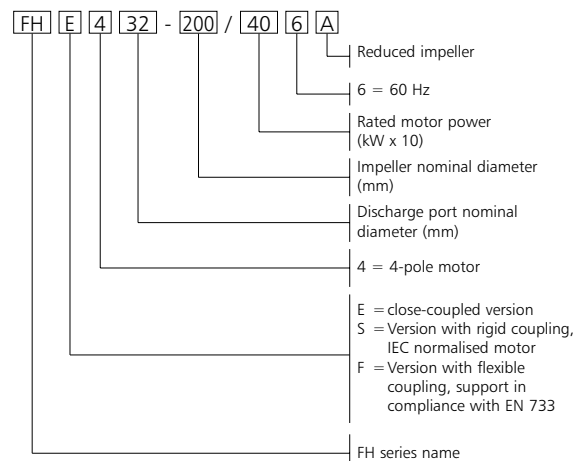 FH E 4 32 - 200 / 40 6 A
Reduced impeller
6 = 60 Hz
Rated motor power
(kW x 10)
Impeller nominal diameter
(mm)
Discharge port nominal
diameter (mm)
4 = 4-pole motor
E = close-coupled version
S = Version with rigid coupling,
IEC normalised motor
F = Version with flexible
coupling, support in
compliance with EN 733
FH series name